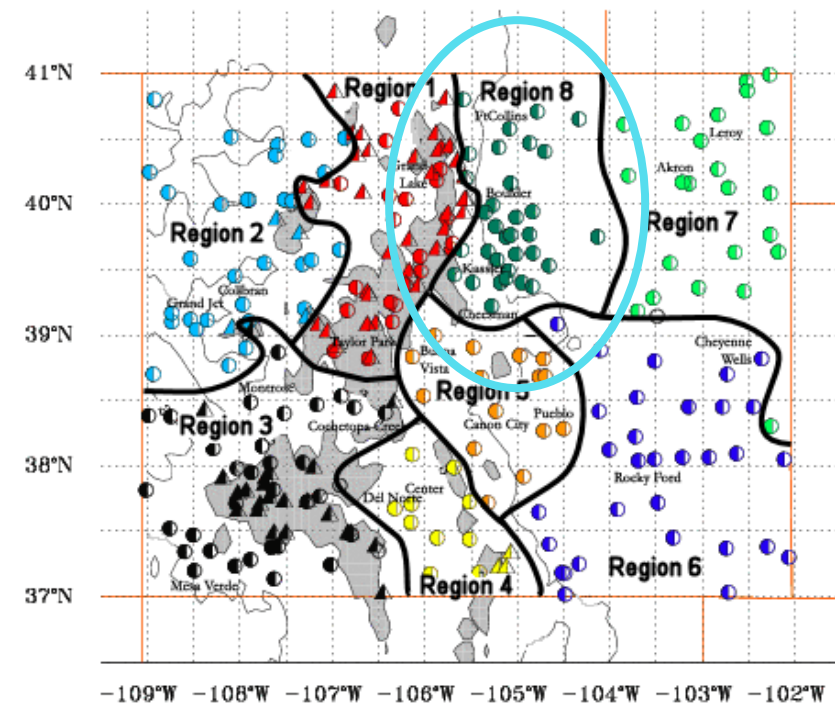 41°N
Region 1
Region 8
FtCollins
Leroy
Akron
Grand
Lake
Boulder
40°N
Region 2
Region 7
Kassler
Collbran
Grand Jct
Cheesman
39°N
Taylor Park
Buena
Vista
Cheyenne
Wells
Montrose
Region 5
Region 3
Cochetopa Creek
Canon City
Pueblo
38°N
Rocky Ford
Del Norte
Center
Region 6
Mesa Verde
Region 4
37°N
-109°W -108°W -107°W -106°W -105°W -104°W -103°W -102°W